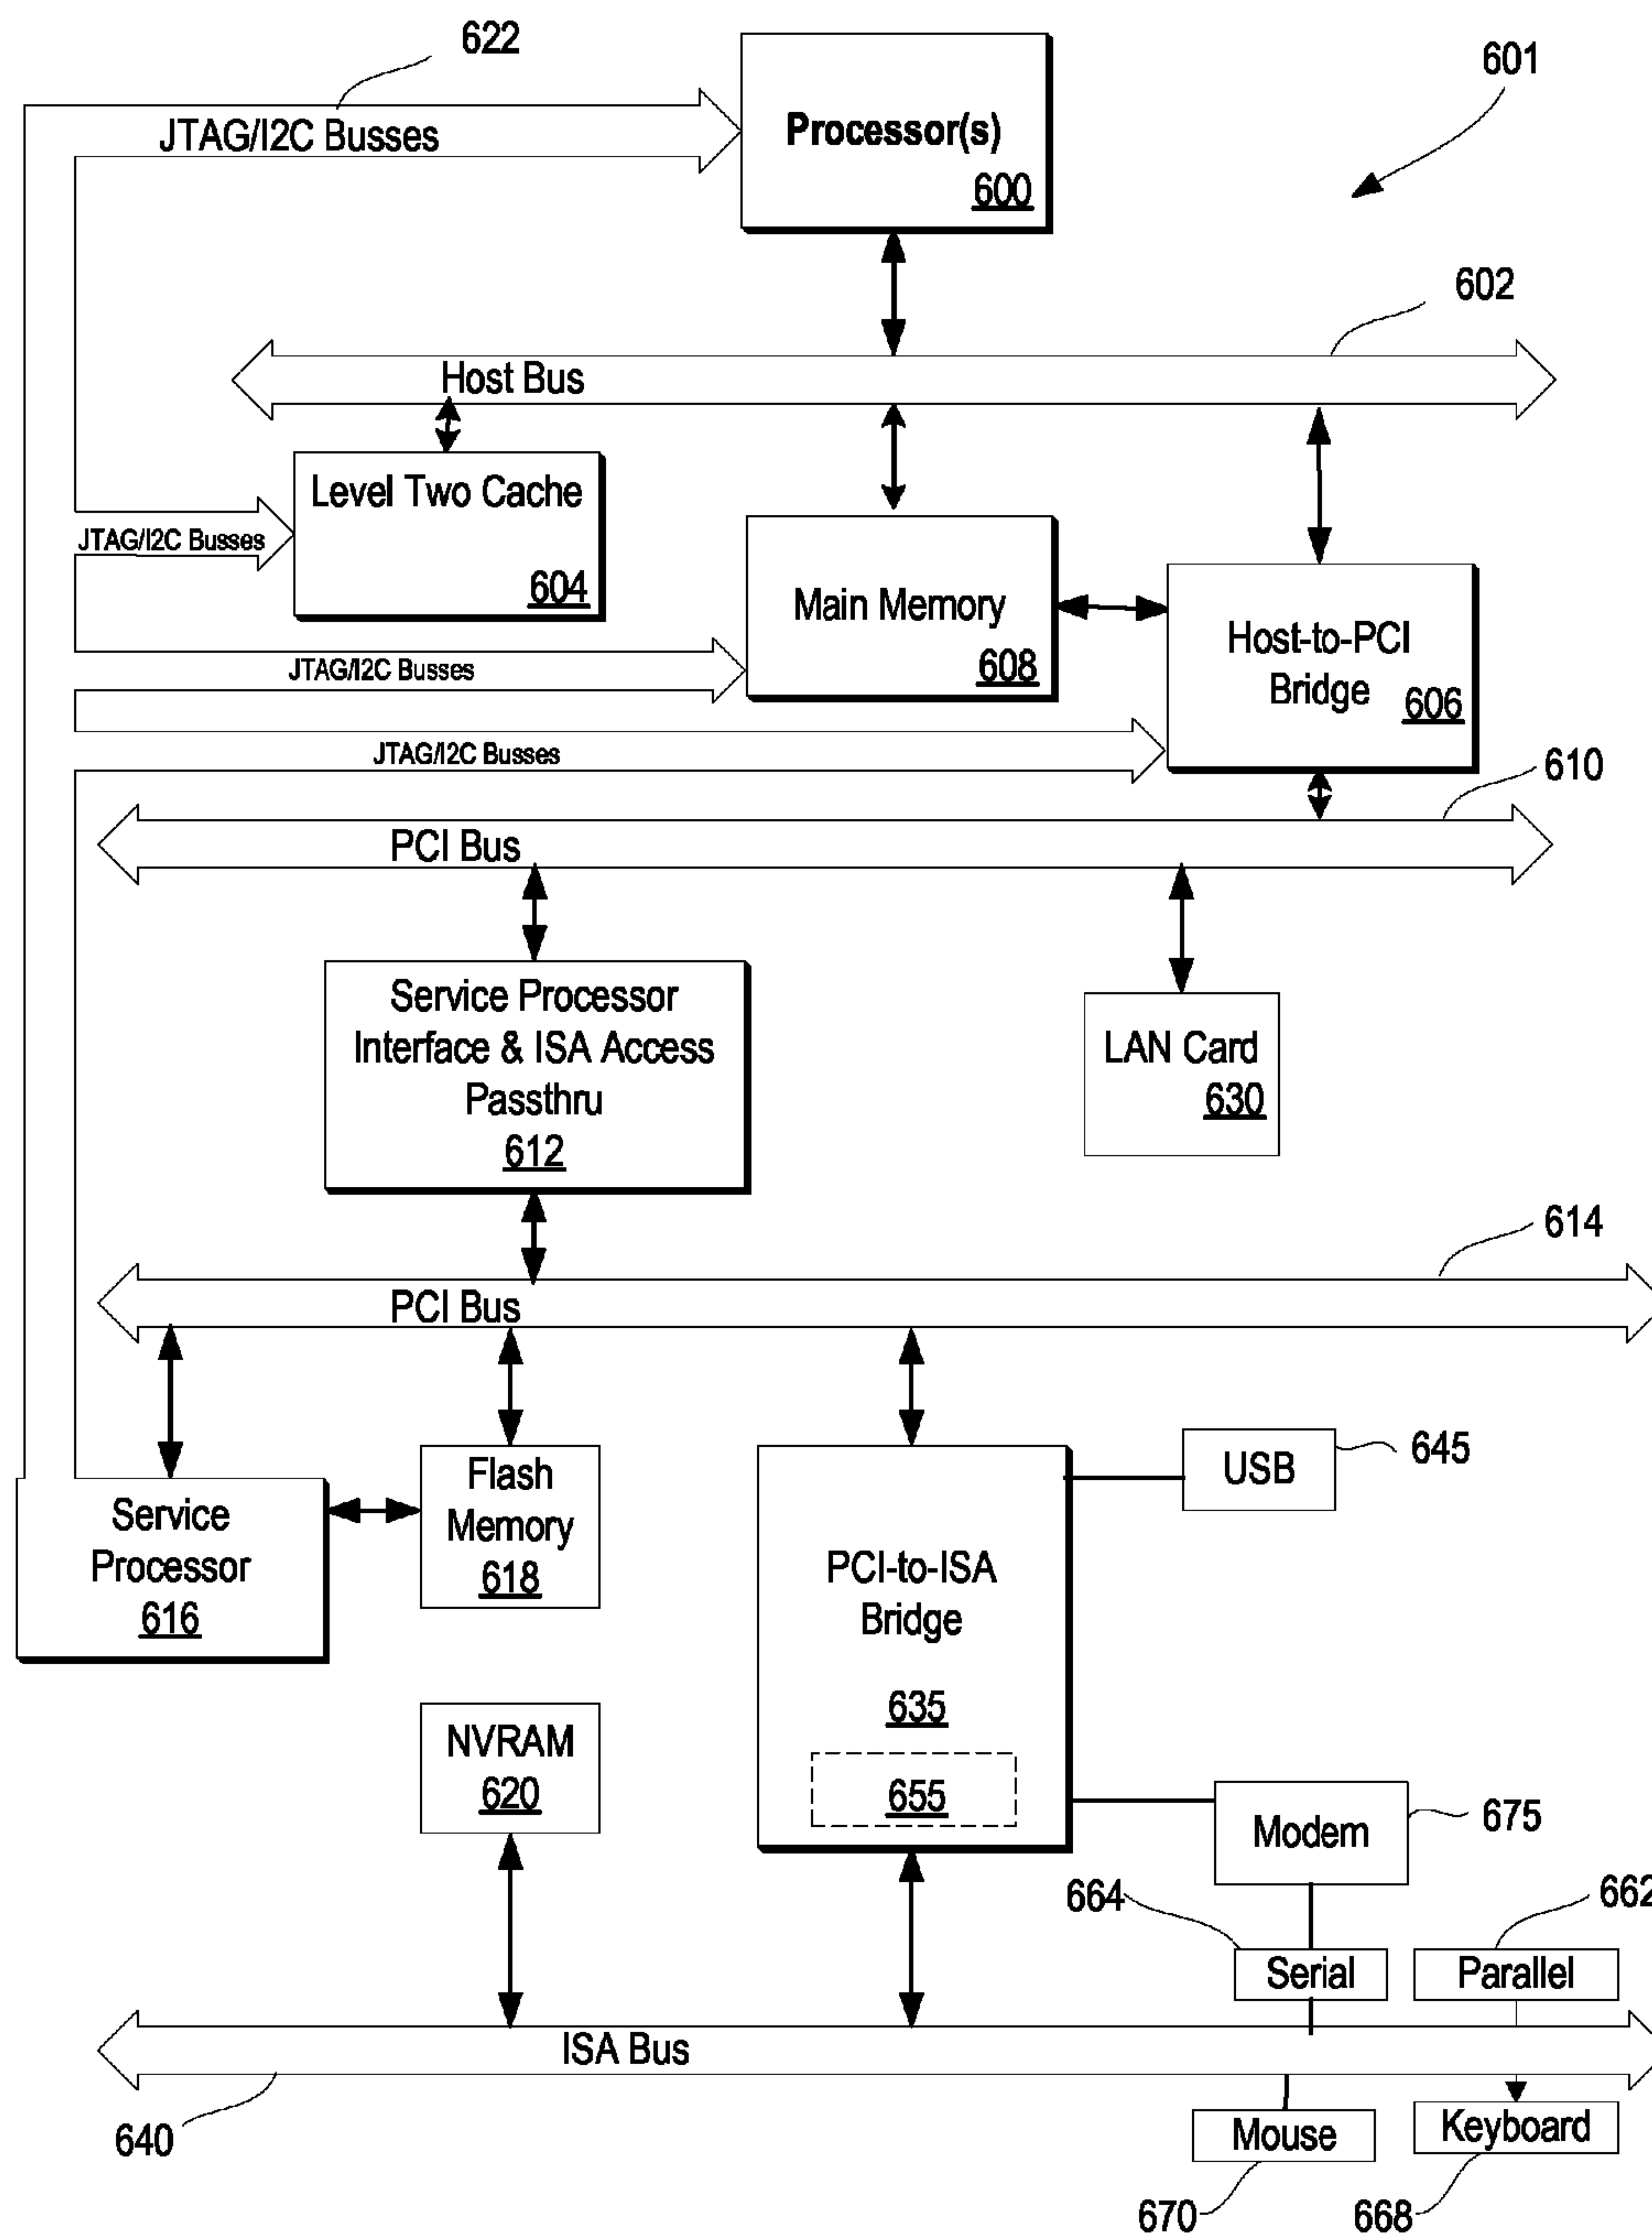 622
601
JTAG/I2C Busses
Processor(s)
600
602
Host Bus
Level Two Cache
604
JTAG/I2C Busses
Main Memory
608
Host-to-PCI
Bridge
606
JTAG/I2C Busses
JTAG/I2C Busses
610
PCI Bus
Service Processor
Interface & ISA Access
Passthru
612
LAN Card
630
614
PCI Bus
Service
Processor
616
Flash
Memory
618
PCI-to-ISA
Bridge
635
655
USB
645
NVRAM
620
Modem
675
664
662
Serial
Parallel
ISA Bus
640
Mouse
Keyboard
670
668